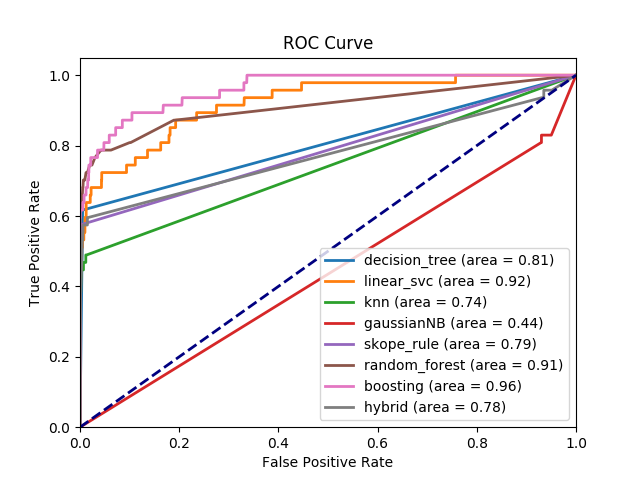 ROC Curve
1.0
0.8
0.6
0.4
0.2
0.0
True Positive Rate
decision_tree (area = 0.81)
linear_svc (area = 0.92)
knn (area = 0.74)
gaussianNB (area = 0.44)
skope_rule (area = 0.79)
random_forest (area = 0.91)
boosting (area = 0.96)
hybrid (area = 0.78)
0.0 0.2 0.4 0.6 0.8 1.0
False Positive Rate